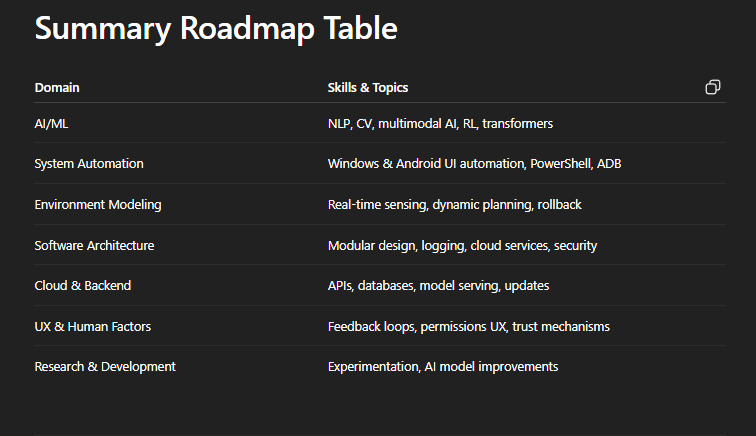 Summary Roadmap Table
Domain Skills & Topics
AI/ML NLP, CV, multimodal AI, RL, transformers
System Automation Windows & Android UI automation, PowerShell, ADB
Environment Modeling Real-time sensing, dynamic planning, rollback
Software Architecture Modular design, logging, cloud services, security
Cloud & Backend APIs, databases, model serving, updates
UX & Human Factors Feedback loops, permissions UX, trust mechanisms
Research & Development Experimentation, AI model improvements